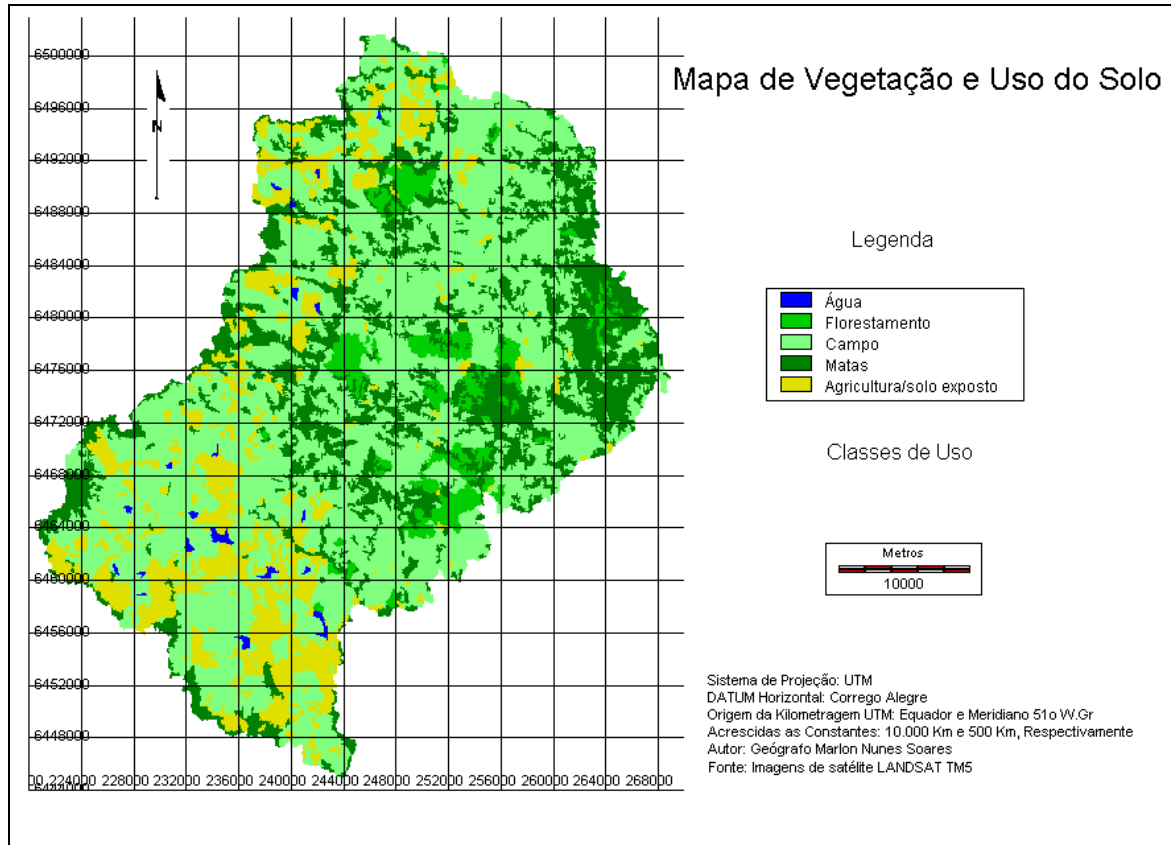 Mapa de Vegetação e Uso do Solo
6500000
6496000
N
6492000
6488000
6484000
6480000
6476000
6472000
6468000
6464000
6460000
6456000
6452000
6448000
224000 228000 232000 236000 240000 244000 248000 252000 256000 260000 264000 268000
Legenda
Água
Florestamento
Campo
Matas
Agricultura/solo exposto
Classes de Uso
Metros
10000
Sistema de Projeção: UTM
DATUM Horizontal: Corrego Alegre
Origem da Kilometragem UTM: Equador e Meridiano 51o W.Gr
Acrescidas as Constantes: 10.000 Km e 500 Km, Respectivamente
Autor: Geógrafo Marlon Nunes Soares
Fonte: Imagens de satélite LANDSAT TM5